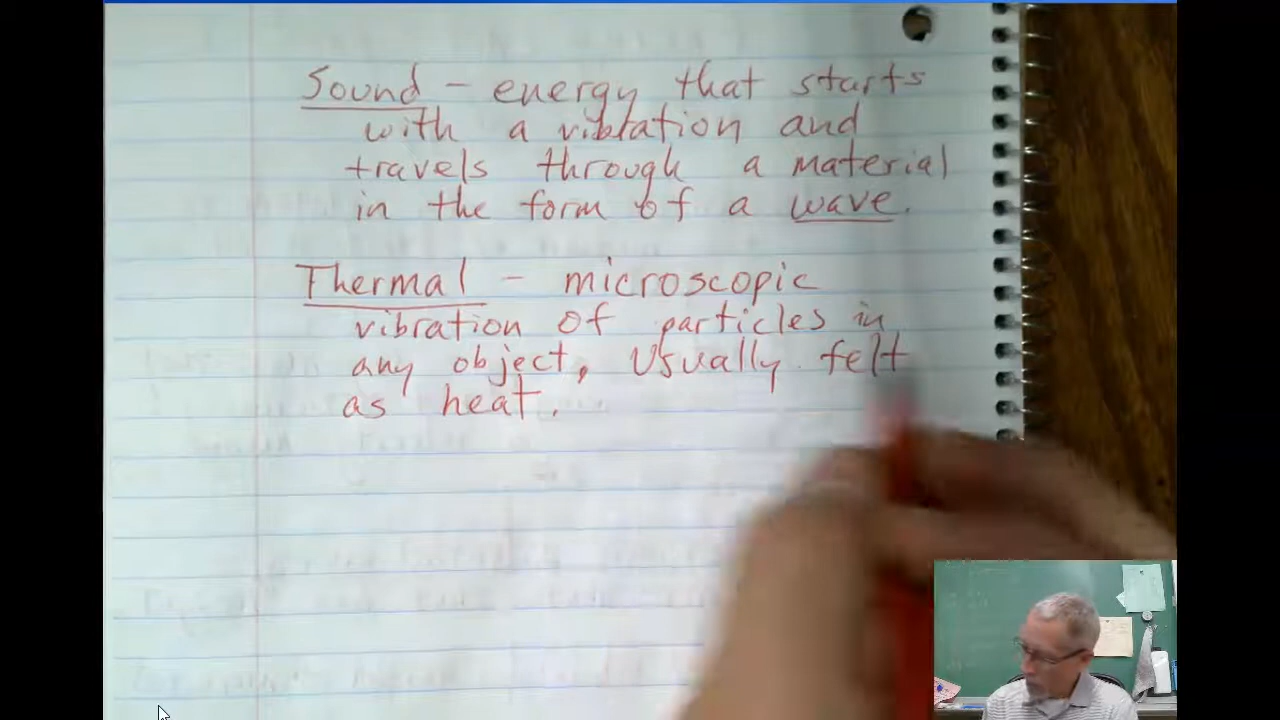 Sound - energy that starts
with a vibration and
travels through a material
in the form of a wave.
Thermal - microscopic
vibration of particles in
any object, Usually felt
as heat.